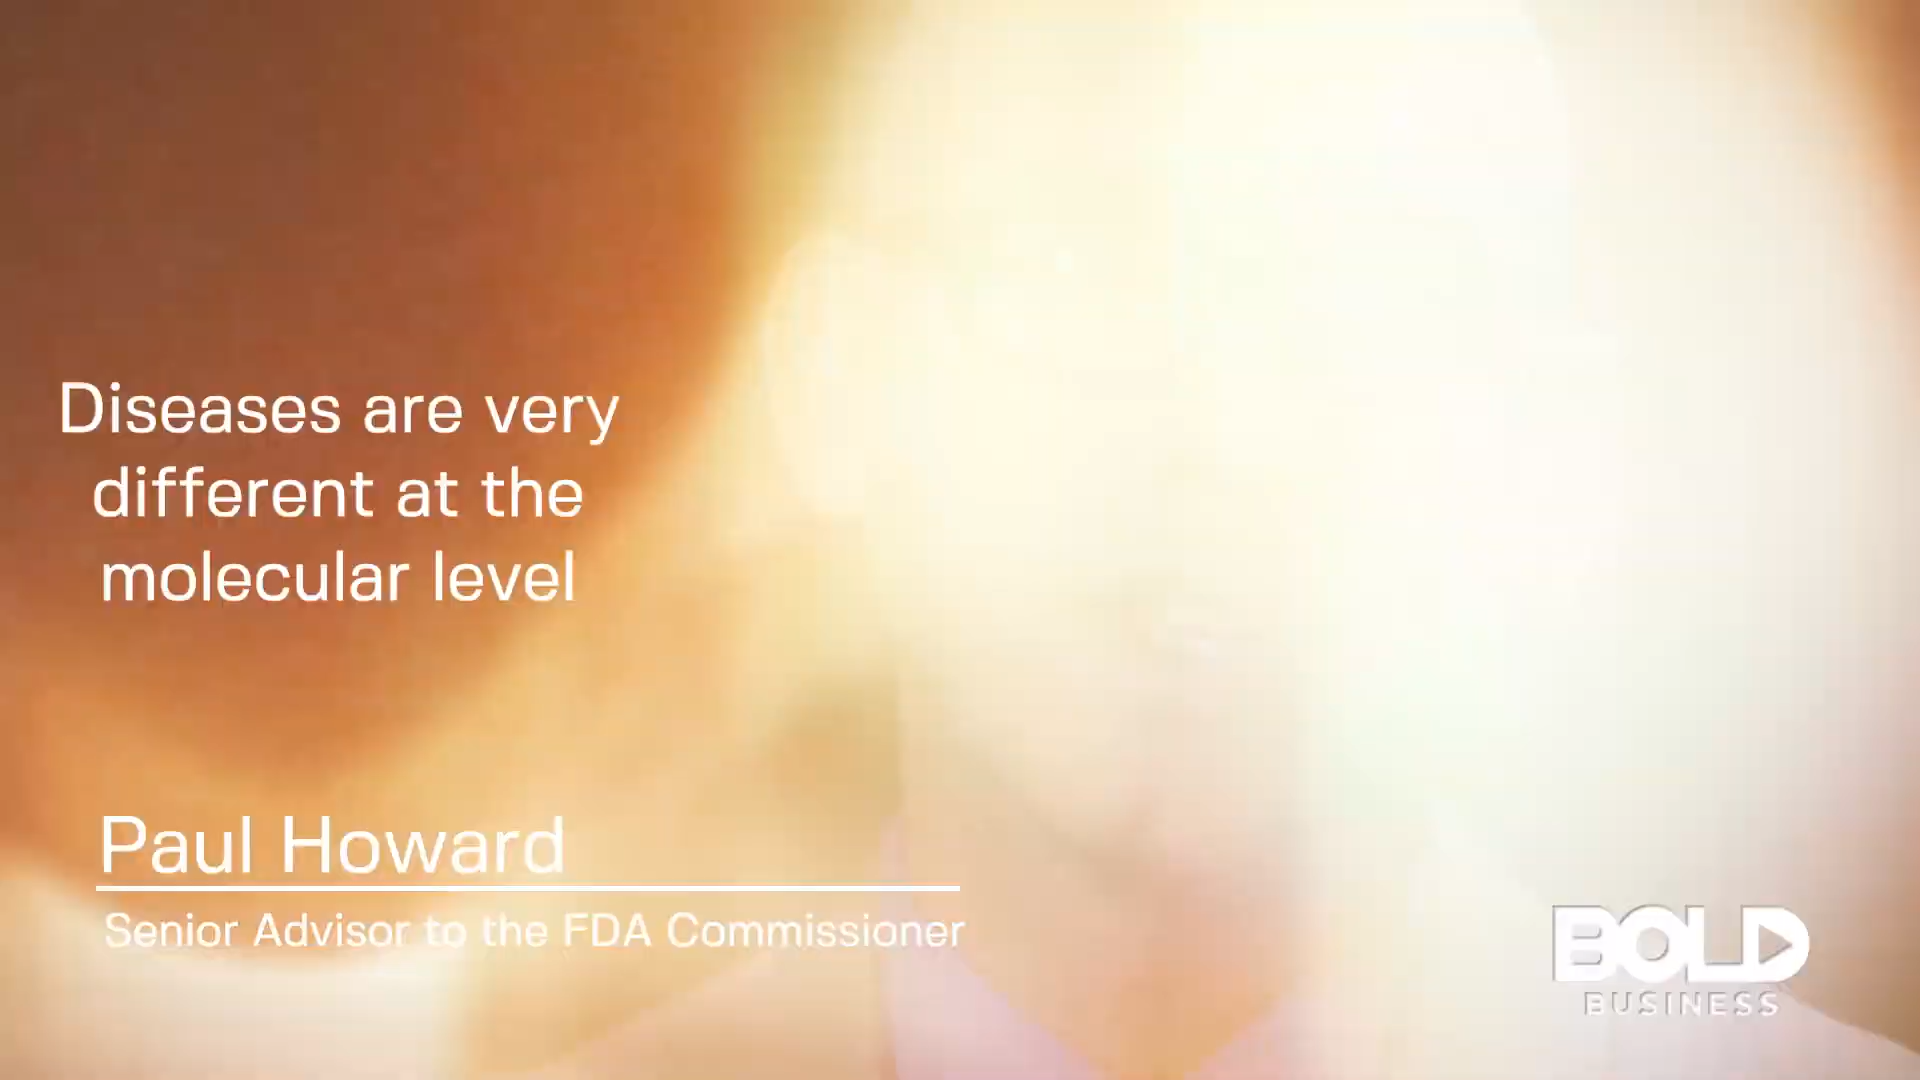 Diseases are very
different at the
molecular level
Paul Howard
Senior Advisor to the FDA Commissioner
BOLD
BUSINESS